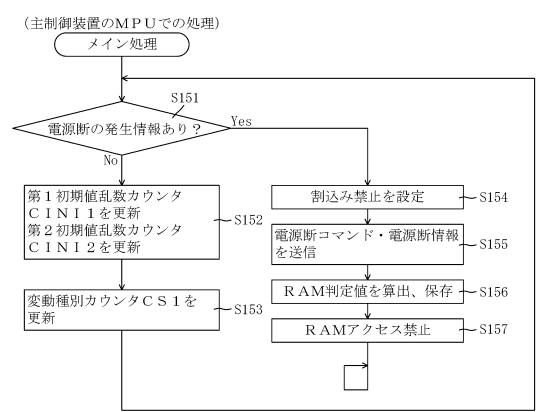 （主制御装置のＭＰＵでの処理）
メイン処理
S151
電源断の発生情報あり？
Yes
No
第１初期値乱数カウンタ
ＣＩＮＩ１を更新
第２初期値乱数カウンタ
ＣＩＮＩ２を更新
S152
変動種別カウンタＣＳ１を
更新
S153
割込み禁止を設定
S154
電源断コマンド・電源断情報
を送信
S155
ＲＡＭ判定値を算出、保存
S156
ＲＡＭアクセス禁止
S157